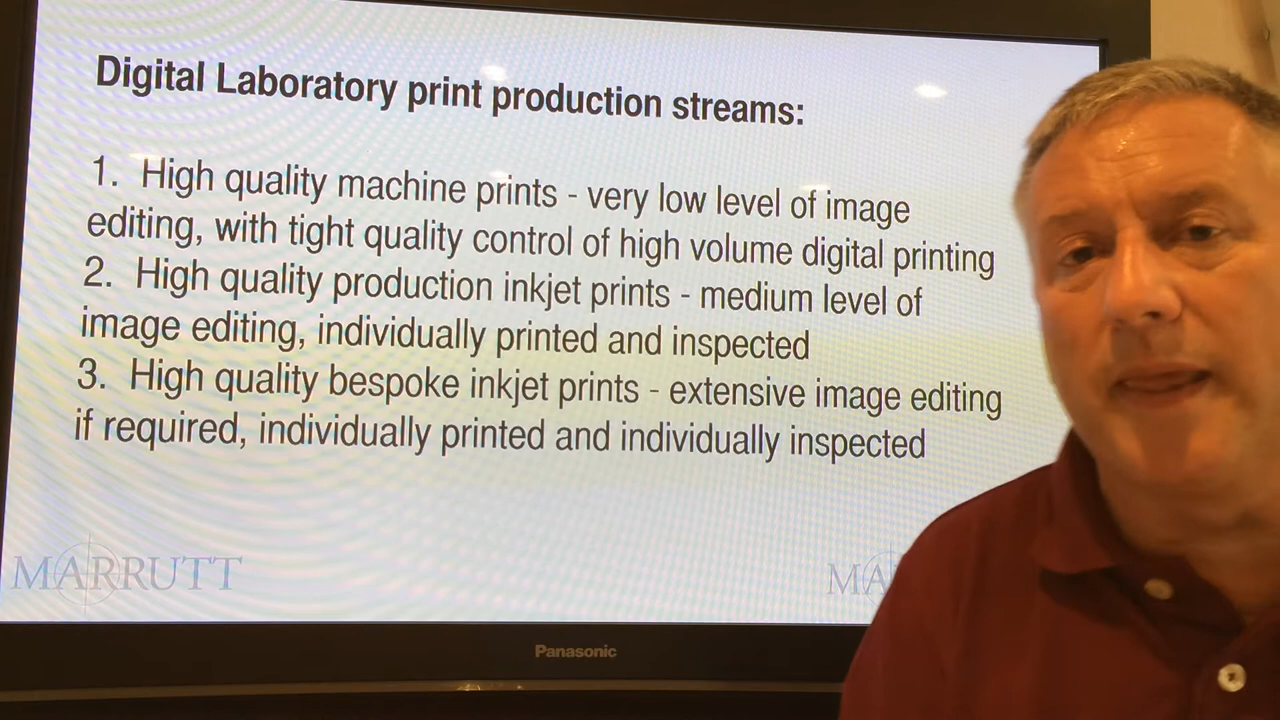 Digital Laboratory print production streams:
1. High quality machine prints - very low level of image
editing, with tight quality control of high volume digital printing
2. High quality production inkjet prints - medium level of
image editing, individually printed and inspected
3. High quality bespoke inkjet prints - extensive image editing
if required, individually printed and individually inspected
MARRUTT
MA
Panasonic